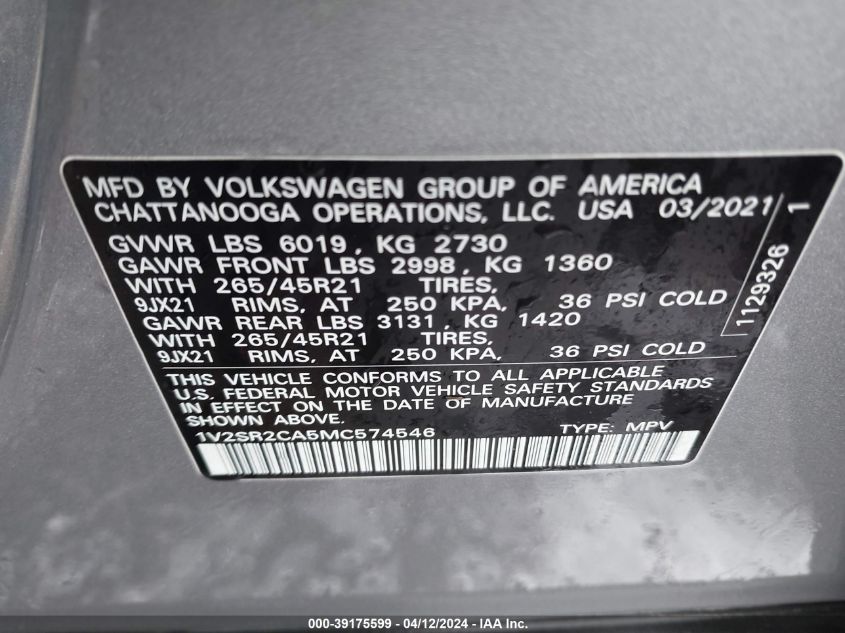 MFD BY VOLKSWAGEN GROUP OF AMERICA
CHATTANOOGA OPERATIONS, LLC. USA 03/2021
GVWR LBS 6019, KG 2730
GAWR FRONT LBS 2998, KG 1360
WITH 265/45R21 TIRES,
9JX21 RIMS, AT 250 KPA, 36 PSI COLD
GAWR REAR LBS 3131, KG 1420
WITH 265/45R21 TIRES,
9JX21 RIMS, AT 250 KPA, 36 PSI COLD
THIS VEHICLE CONFORMS TO ALL APPLICABLE
U.S. FEDERAL MOTOR VEHICLE SAFETY STANDARDS
IN EFFECT ON THE DATE OF MANUFACTURE
SHOWN ABOVE
1V2SR2CA5MC574546 TYPE: MPV
1129326 1
000-39175599 - 04/12/2024 - IAA Inc.